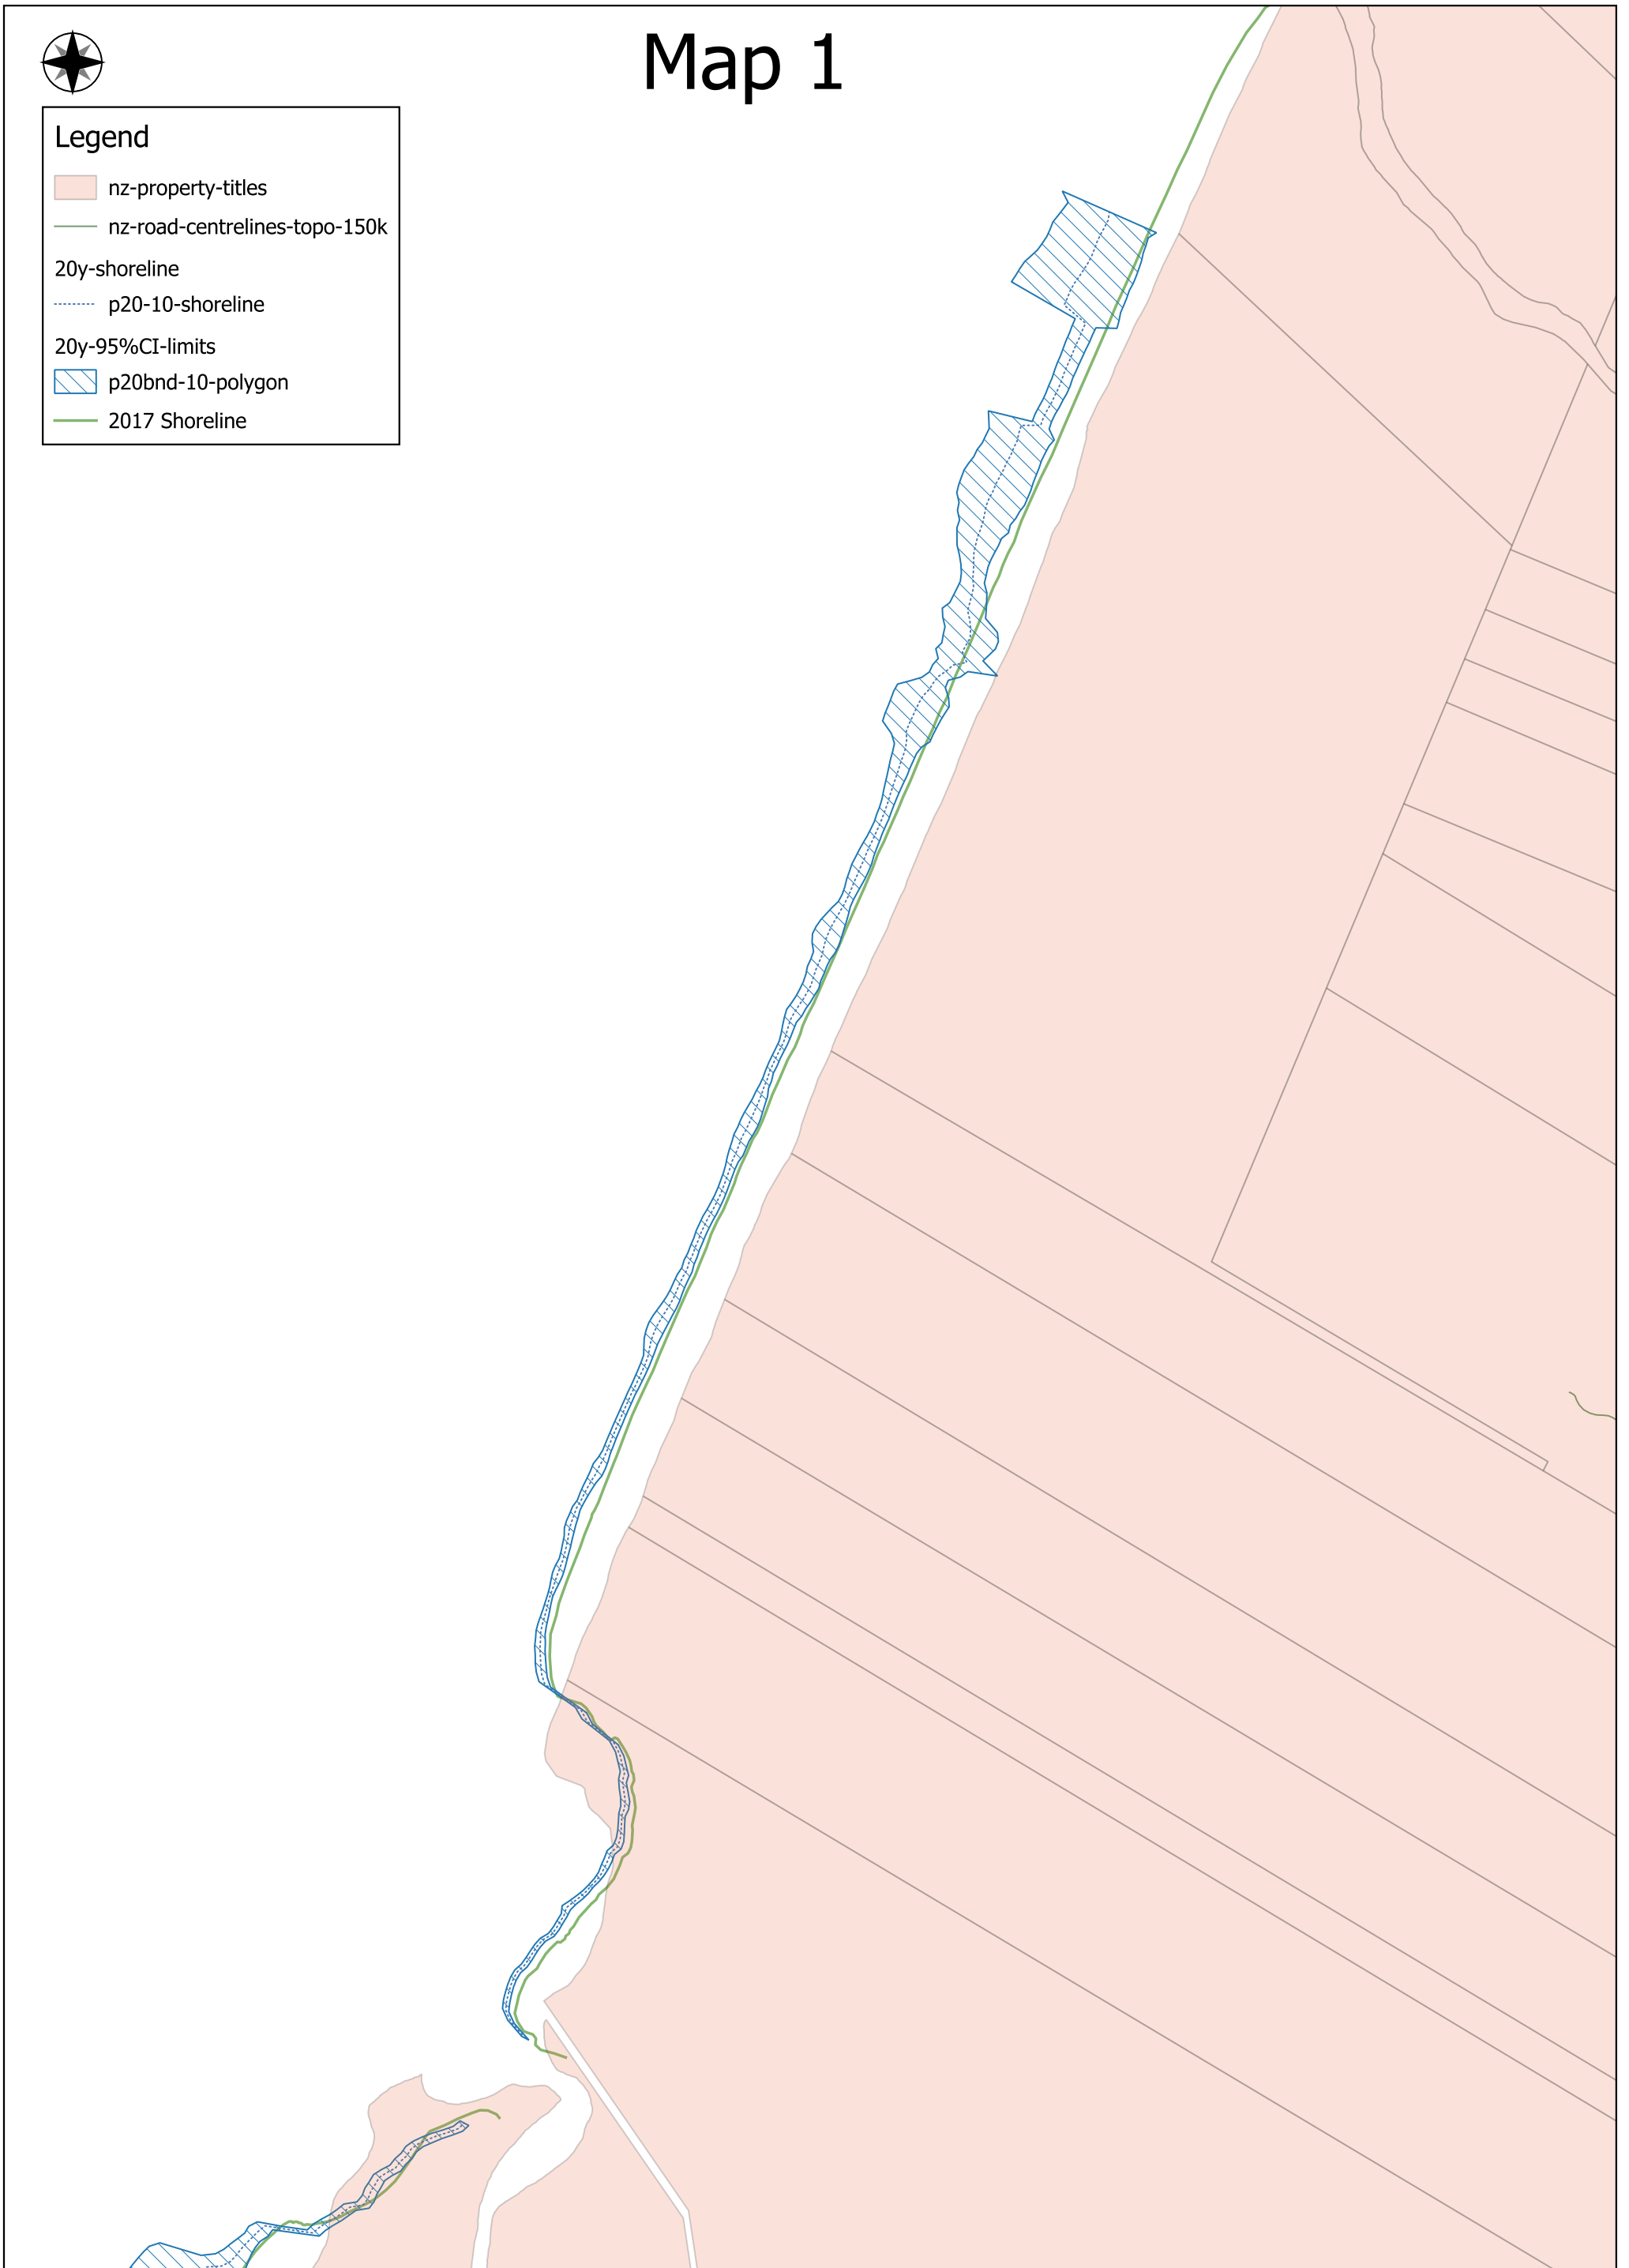 Map 1
Legend
nz-property-titles
nz-road-centrelines-topo-150k
20y-shoreline
p20-10-shoreline
20y-95%CI-limits
p20bnd-10-polygon
2017 Shoreline